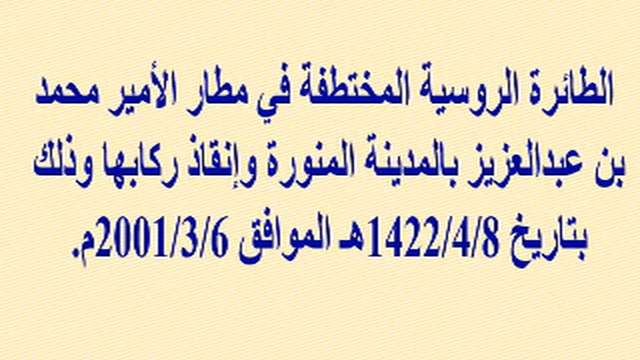 الطائرة الروسية المختطفة في مطار الأمير محمد
بن عبدالعزيز بالمدينة المنورة وإنقاذ ركابها وذلك
بتاريخ 1422/4/8هـ الموافق 2001/3/6م.